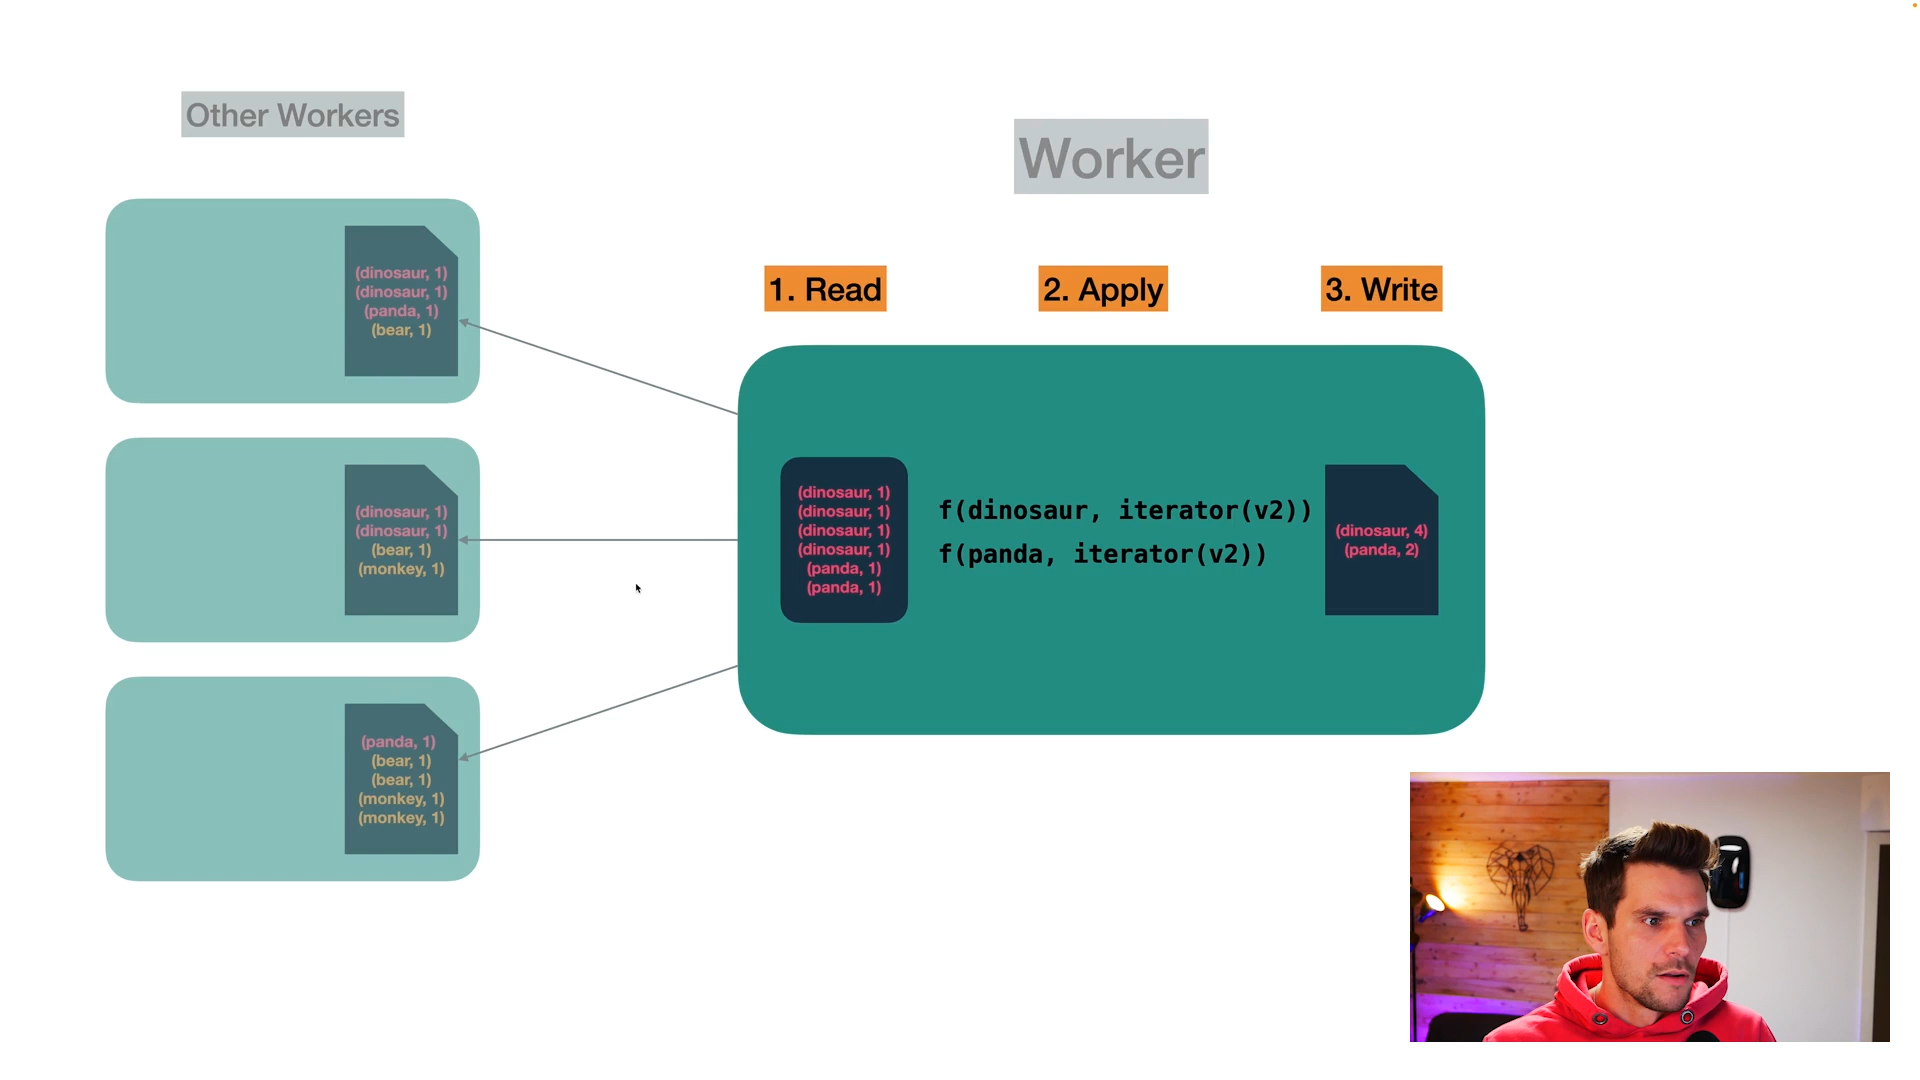 Other Workers
(dinosaur, 1)
(dinosaur, 1)
(panda, 1)
(bear, 1)
(dinosaur, 1)
(dinosaur, 1)
(bear, 1)
(monkey, 1)
(panda, 1)
(bear, 1)
(bear, 1)
(monkey, 1)
(monkey, 1)
Worker
1. Read
2. Apply
3. Write
(dinosaur, 1)
(dinosaur, 1)
(dinosaur, 1)
(dinosaur, 1)
(panda, 1)
(panda, 1)
f(dinosaur, iterator(v2))
f(panda, iterator(v2))
(dinosaur, 4)
(panda, 2)